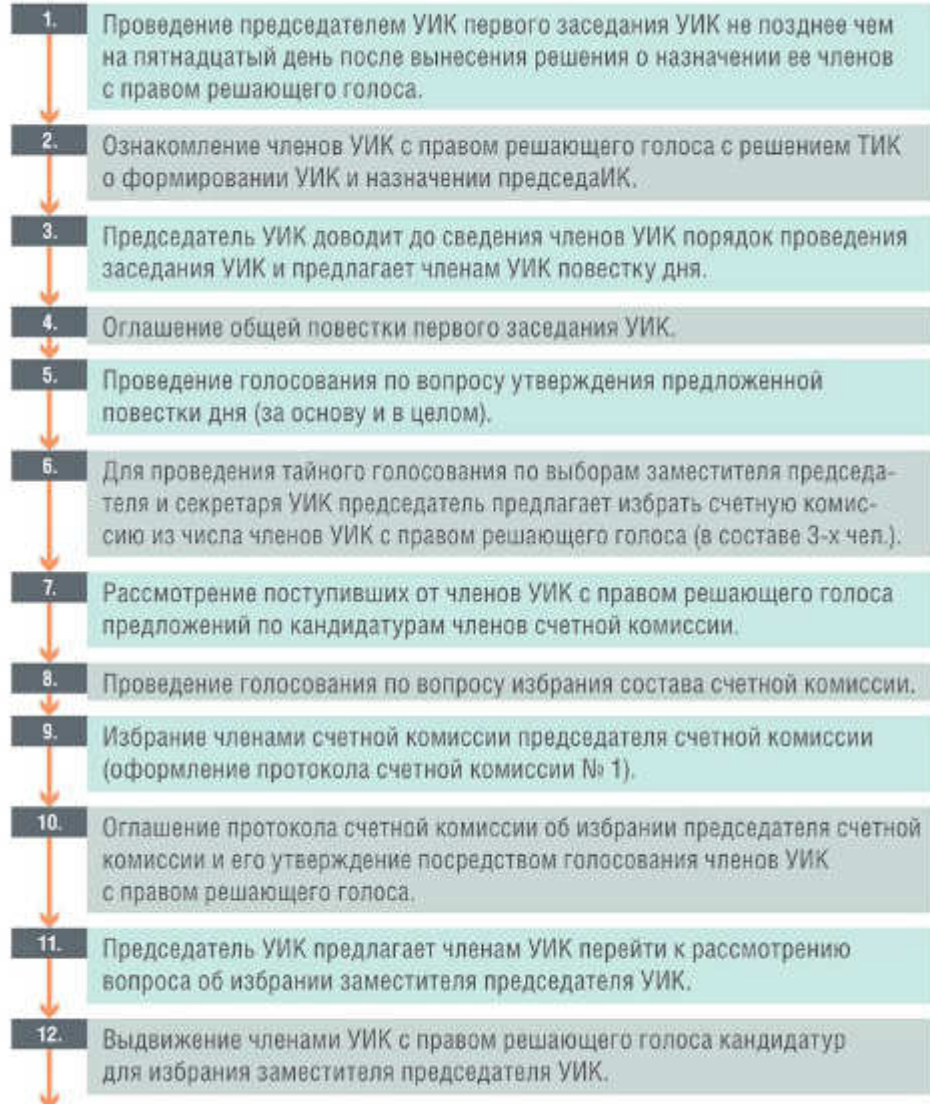 1.
Проведение председателем УИК первого заседания УИК не позднее чем
на пятнадцатый день после вынесения решения о назначении ее членов
с правом решающего голоса.
2.
Ознакомление членов УИК с правом решающего голоса с решением ТИК
о формировании УИК и назначении председаИК.
3.
Председатель УИК доводит до сведения членов УИК порядок проведения
заседания УИК и предлагает членам УИК повестку дня.
4.
Оглашение общей повестки первого заседания УИК.
5.
Проведение голосования по вопросу утверждения предложенной
повестки дня (за основу и в целом).
6.
Для проведения тайного голосования по выборам заместителя председа-
теля и секретаря УИК председатель предлагает избрать счетную комис-
сию из числа членов УИК с правом решающего голоса (в составе 3-х чел.).
7.
Рассмотрение поступивших от членов УИК с правом решающего голоса
предложений по кандидатурам членов счетной комиссии.
8.
Проведение голосования по вопросу избрания состава счетной комиссии.
9.
Избрание членами счетной комиссии председателя счетной комиссии
(оформление протокола счетной комиссии № 1).
10.
Оглашение протокола счетной комиссии об избрании председателя счетной
комиссии и его утверждение посредством голосования членов УИК
с правом решающего голоса.
11.
Председатель УИК предлагает членам УИК перейти к рассмотрению
вопроса об избрании заместителя председателя УИК.
12.
Выдвижение членами УИК с правом решающего голоса кандидатур
для избрания заместителя председателя УИК.